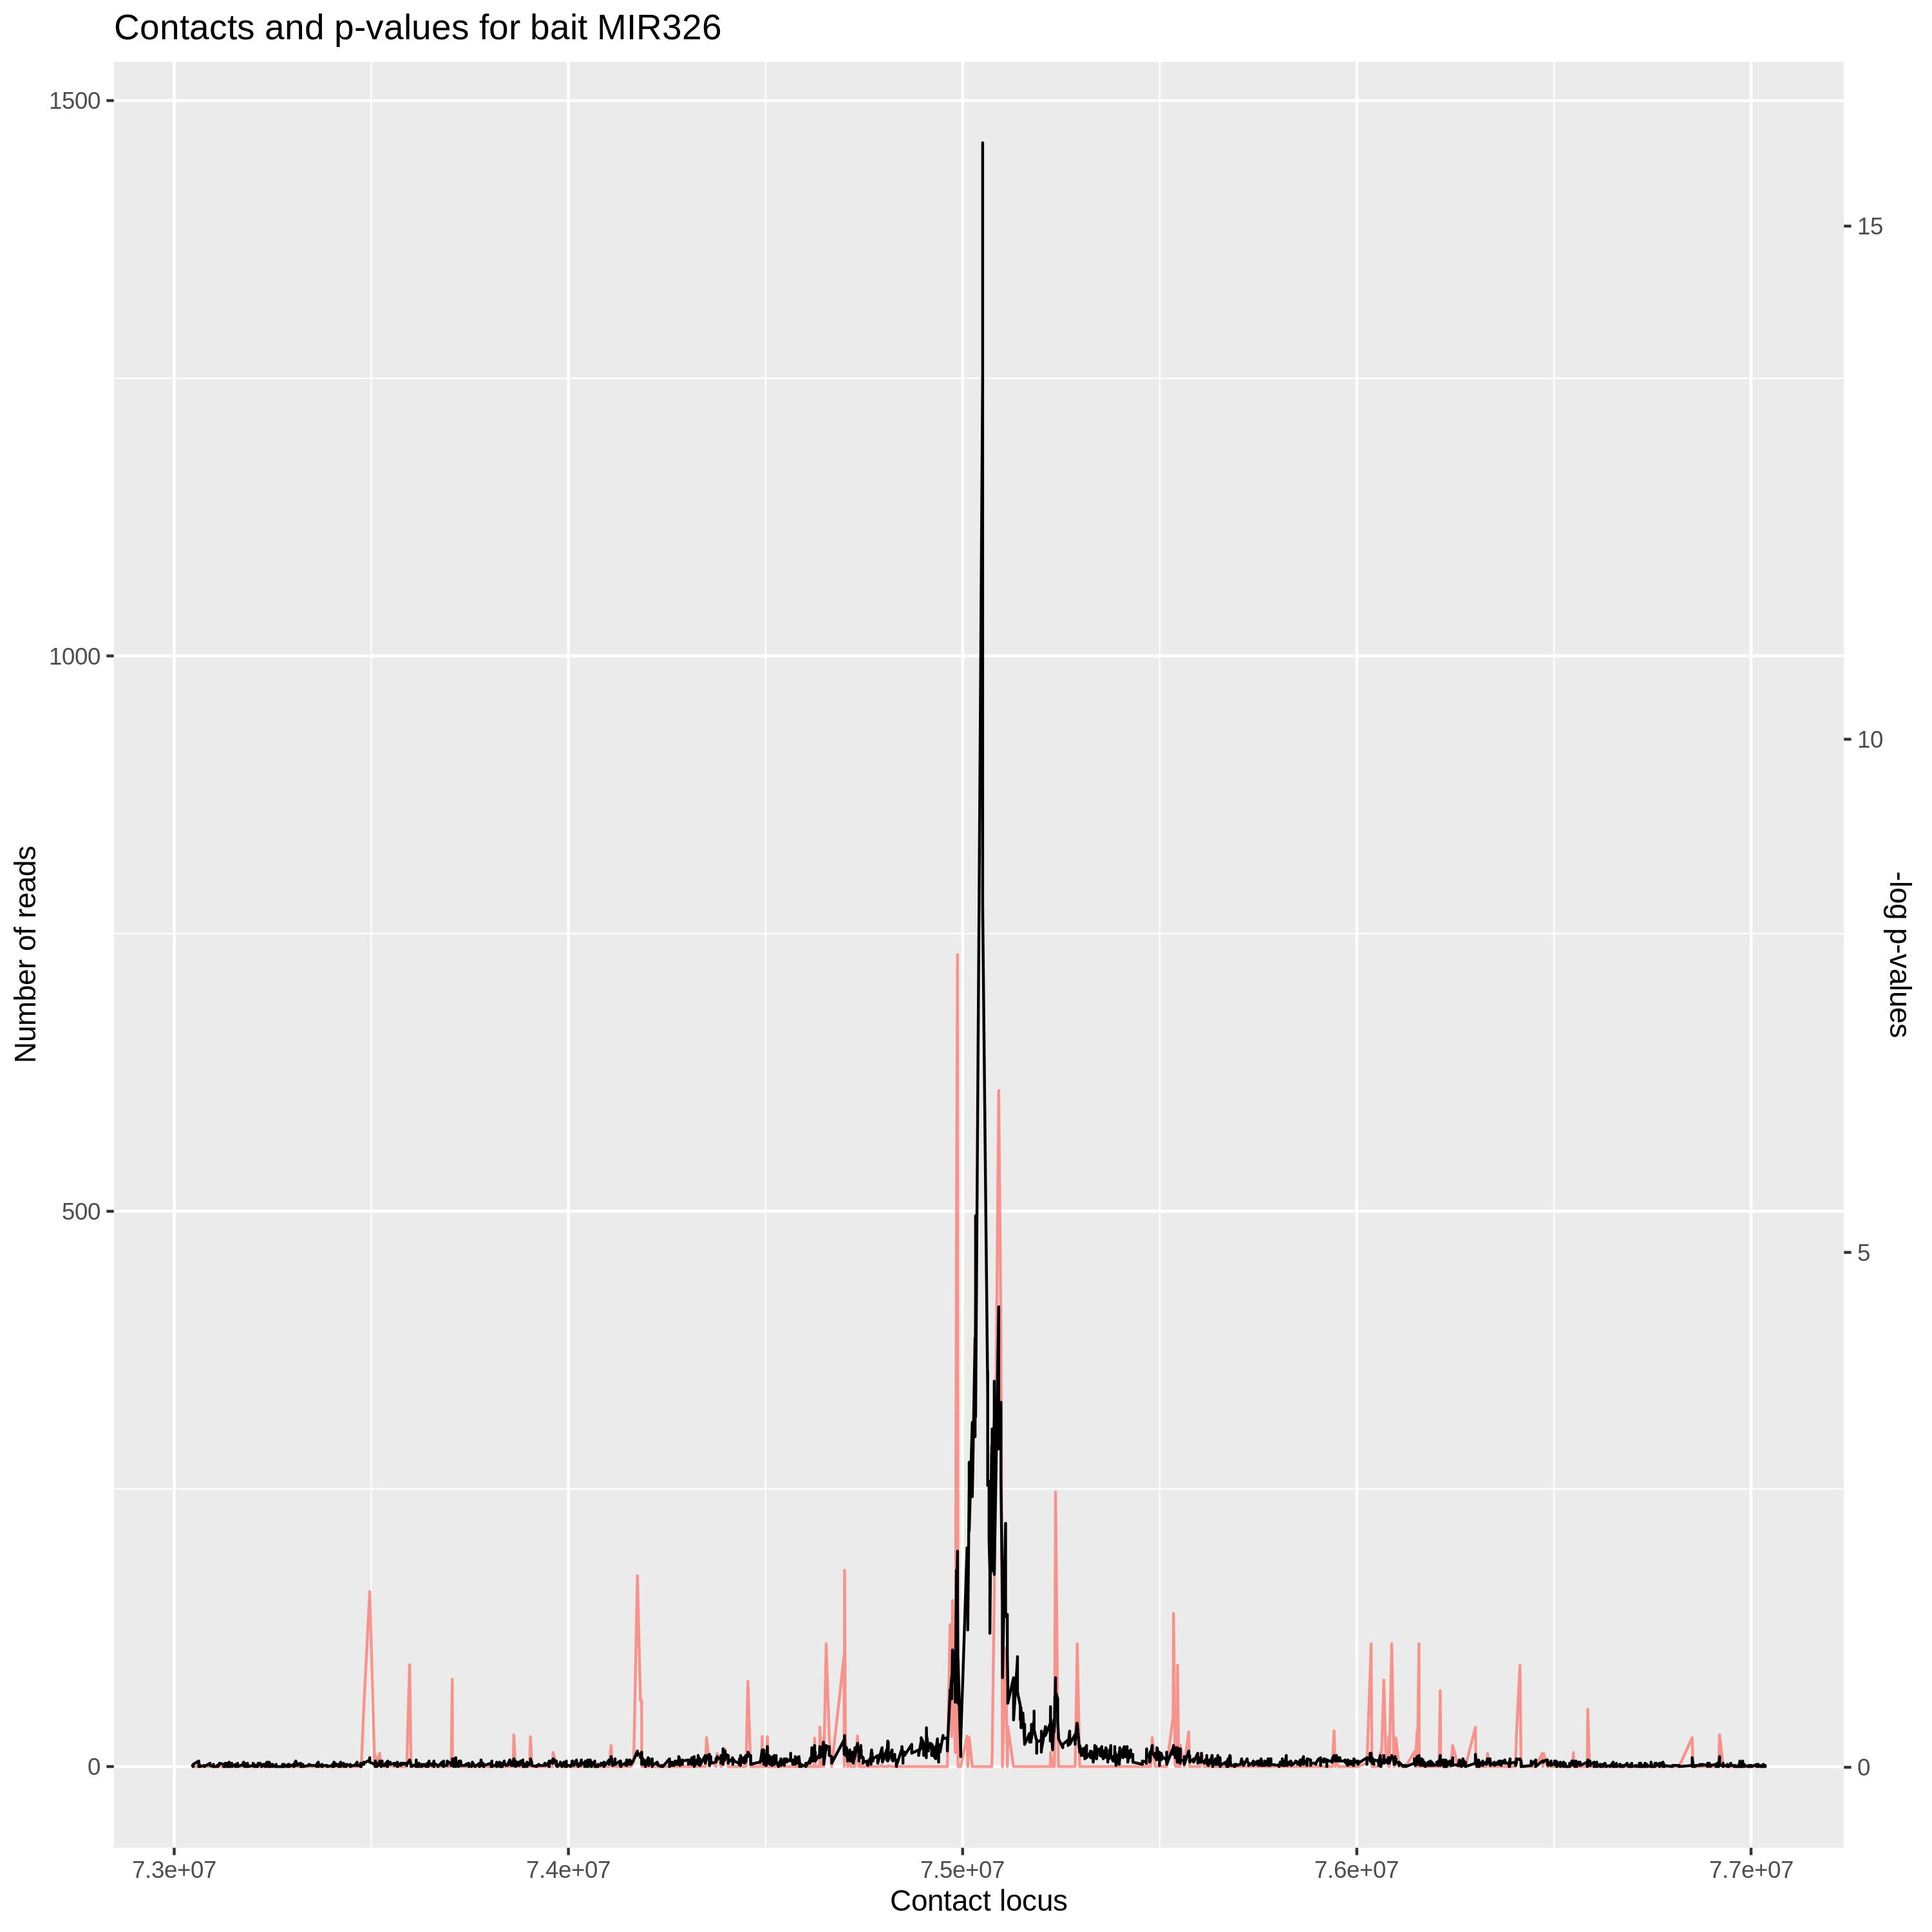 Contacts and p-values for bait MIR326
1500
1000
500
0
Number of reads
15
10
5
0
-log p-values
7.3e+07
7.4e+07
7.5e+07
7.6e+07
7.7e+07
Contact locus